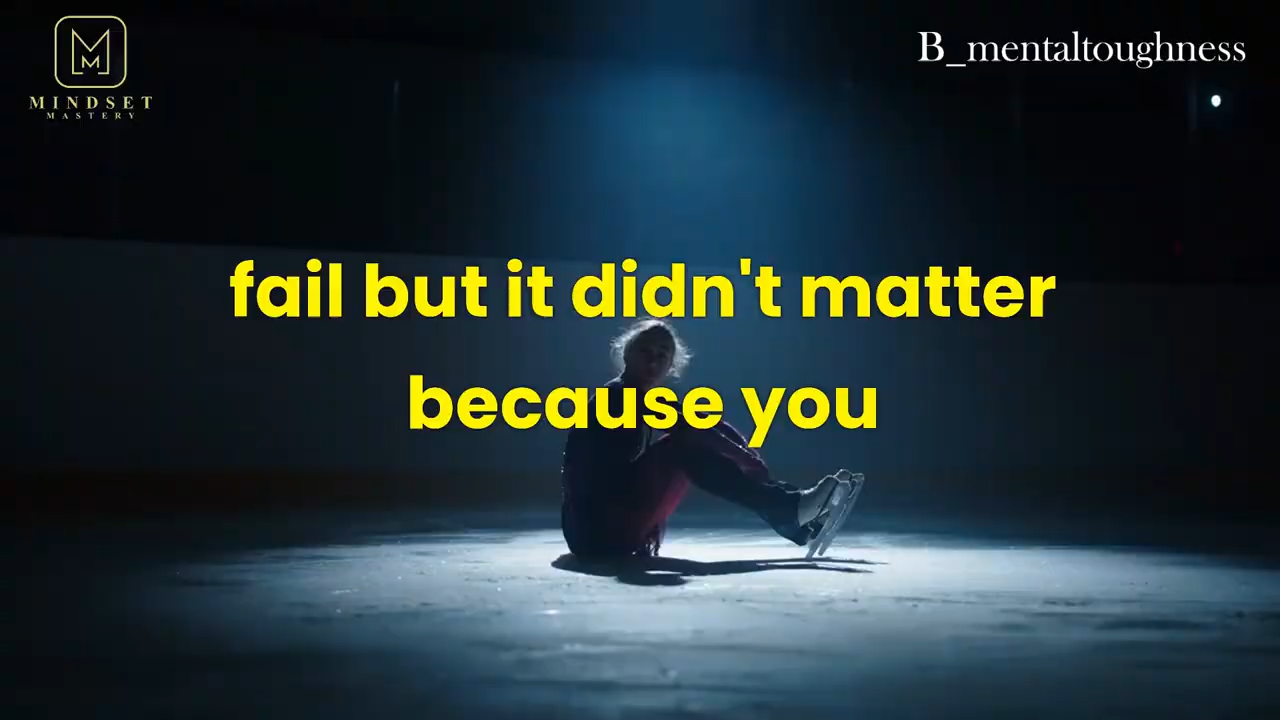 B_mentaltoughness
MINDSET
MASTERY
fail but it didn't matter
because you